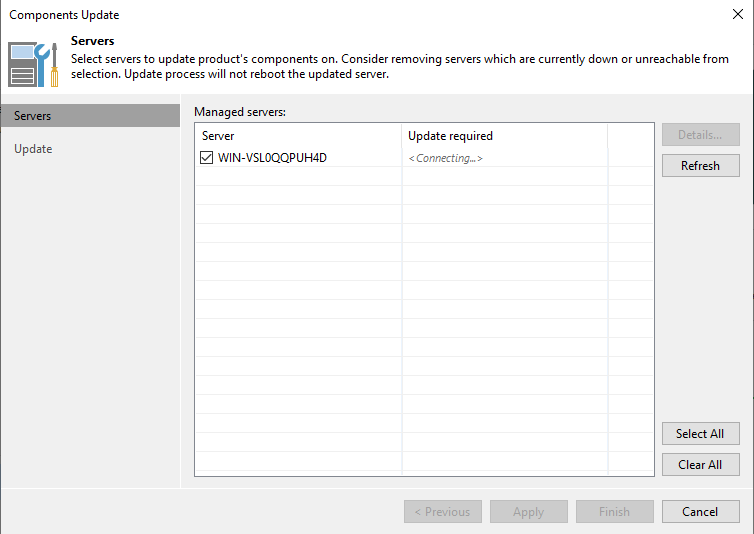 Components Update
Servers
Select servers to update product's components on. Consider removing servers which are currently down or unreachable from
selection. Update process will not reboot the updated server.
Servers
Update
Managed servers:
Server Update required
WIN-VSL0QQPUH4D <Connecting...>
Details...
Refresh
Select All
Clear All
< Previous Apply Finish Cancel